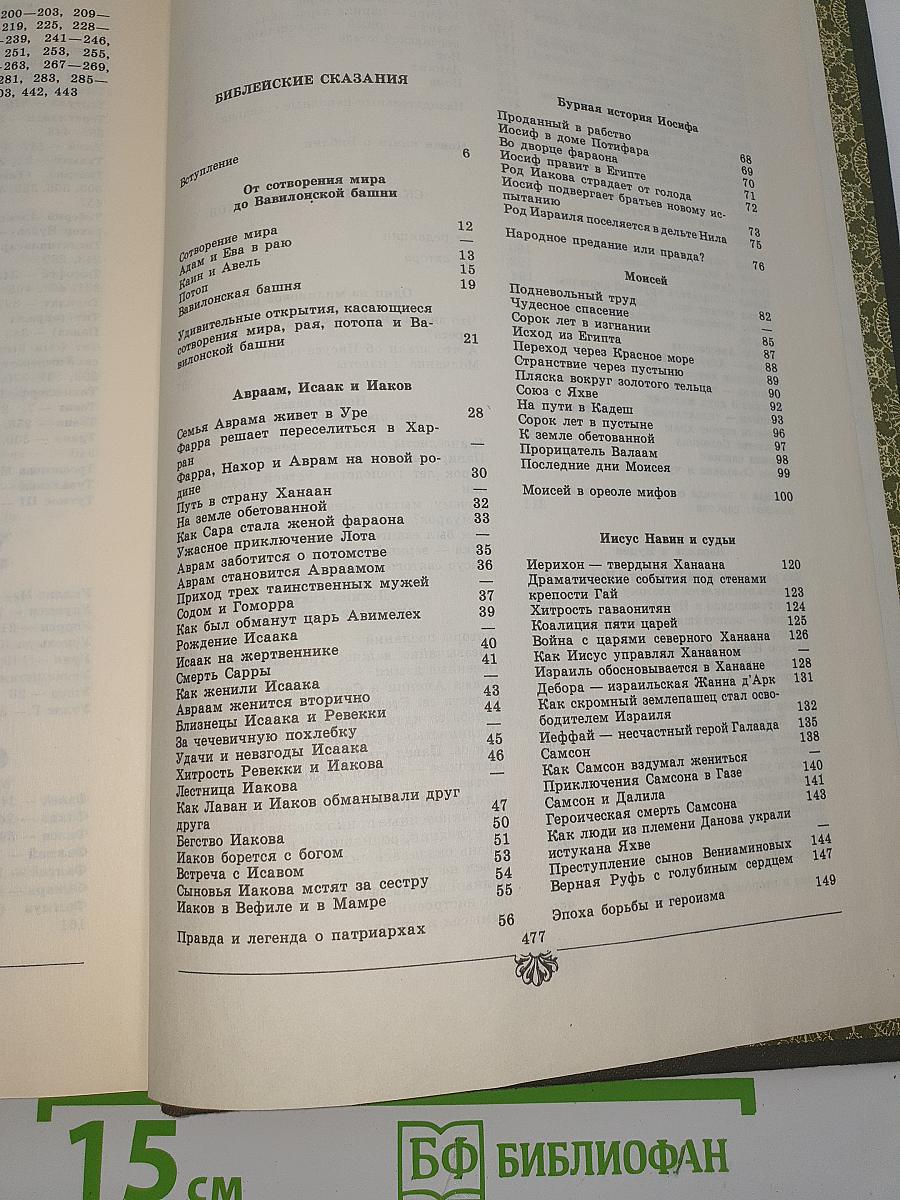 200—203, 209—
219, 225, 228—
—239, 241—246,
251, 253, 255,
—263, 267—269,
281, 283, 285—
03, 442, 443
БИБЛЕЙСКИЕ СКАЗАНИЯ
Вступление 6
От сотворения мира
до Вавилонской башни
Сотворение мира 12
Адам и Ева в раю —
Каин и Авель 13
Потоп 15
Вавилонская башня 19
Удивительные открытия, касающиеся
сотворения мира, рая, потопа и Ва-
вилонской башни 21
Авраам, Исаак и Иаков
Семья Аврама живет в Уре 28
Фарра решает переселиться в Хар-
ран —
Фарра, Нахор и Аврам на новой ро-
дине 30
Путь в страну Ханаан —
На земле обетованной 32
Как Сара стала женой фараона 33
Ужасное приключение Лота —
Аврам заботится о потомстве 35
Аврам становится Авраамом 36
Приход трех таинственных мужей —
Содом и Гоморра 37
Как был обманут царь Авимелех 39
Рождение Исаака —
Исаак на жертвеннике 40
Смерть Сарры 41
Как женили Исаака —
Авраам женится вторично 43
Близнецы Исаака и Ревекки 44
За чечевичную похлебку —
Удачи и невзгоды Исаака 45
Хитрость Ревекки и Иакова 46
Лестница Иакова —
Как Лаван и Иаков обманывали друг
друга 47
Бегство Иакова 50
Иаков борется с богом 51
Встреча с Исавом 53
Сыновья Иакова мстят за сестру 54
Иаков в Вефиле и в Мамре 55
Правда и легенда о патриархах 56
Бурная история Иосифа
Проданный в рабство 68
Иосиф в доме Потифара 69
Во дворце фараона 70
Иосиф правит в Египте 71
Род Иакова страдает от голода 72
Иосиф подвергает братьев новому ис-
пытанию 73
Род Израиля поселяется в дельте Нила 75
Народное предание или правда? 76
Моисей
Подневольный труд 82
Чудесное спасение —
Сорок лет в изгнании 85
Исход из Египта 87
Переход через Красное море 88
Странствие через пустыню 89
Пляска вокруг золотого тельца 90
Союз с Яхве 92
На пути в Кадеш 93
Сорок лет в пустыне 96
К земле обетованной 97
Прорицатель Валаам 98
Последние дни Моисея 99
Моисей в ореоле мифов 100
Иисус Навин и судьи
Иерихон — твердыня Ханаана 120
Драматические события под стенами
крепости Гай 123
Хитрость гаваонитян 124
Коалиция пяти царей 125
Война с царями северного Ханаана 126
Как Иисус управлял Ханааном —
Израиль обосновывается в Ханаане 128
Дебора — израильская Жанна д'Арк 131
Как скромный землепашец стал осво-
бодителем Израиля 132
Иеффай — несчастный герой Галаада 135
Самсон 138
Как Самсон вздумал жениться —
Приключения Самсона в Газе 140
Самсон и Далила 141
Героическая смерть Самсона 143
Как люди из племени Данова украли
истукана Яхве —
Преступление сынов Вениаминовых 144
Верная Руфь с голубиным сердцем 147
Эпоха борьбы и героизма 149
477
15 см
БФ БИБЛИОФАН